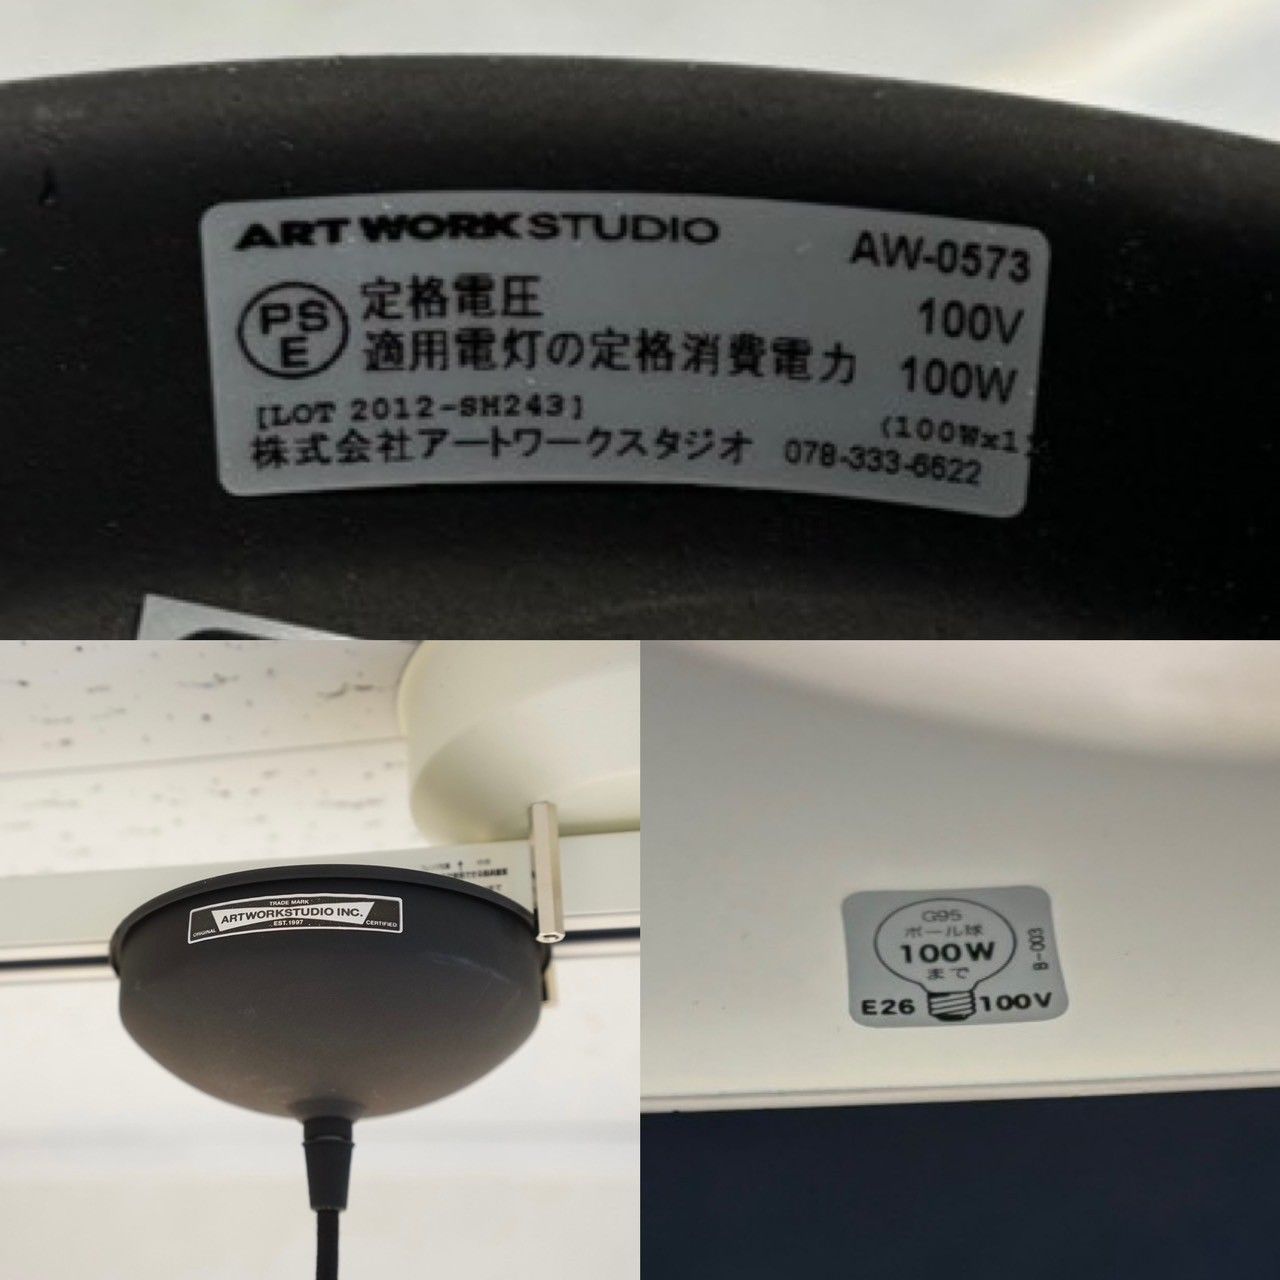 ART WORK STUDIO AW-0573
PS
E
定格電圧 100V
適用電灯の定格消費電力 100W
[LOT 2012-SH243] (100Wx1)
株式会社アートワークスタジオ 078-333-6622
TRADE MARK
ARTWORKSTUDIO INC.
ORIGINAL EST.1997 CERTIFIED
G95
ボール球
100W
まで
E26 100V
B-003